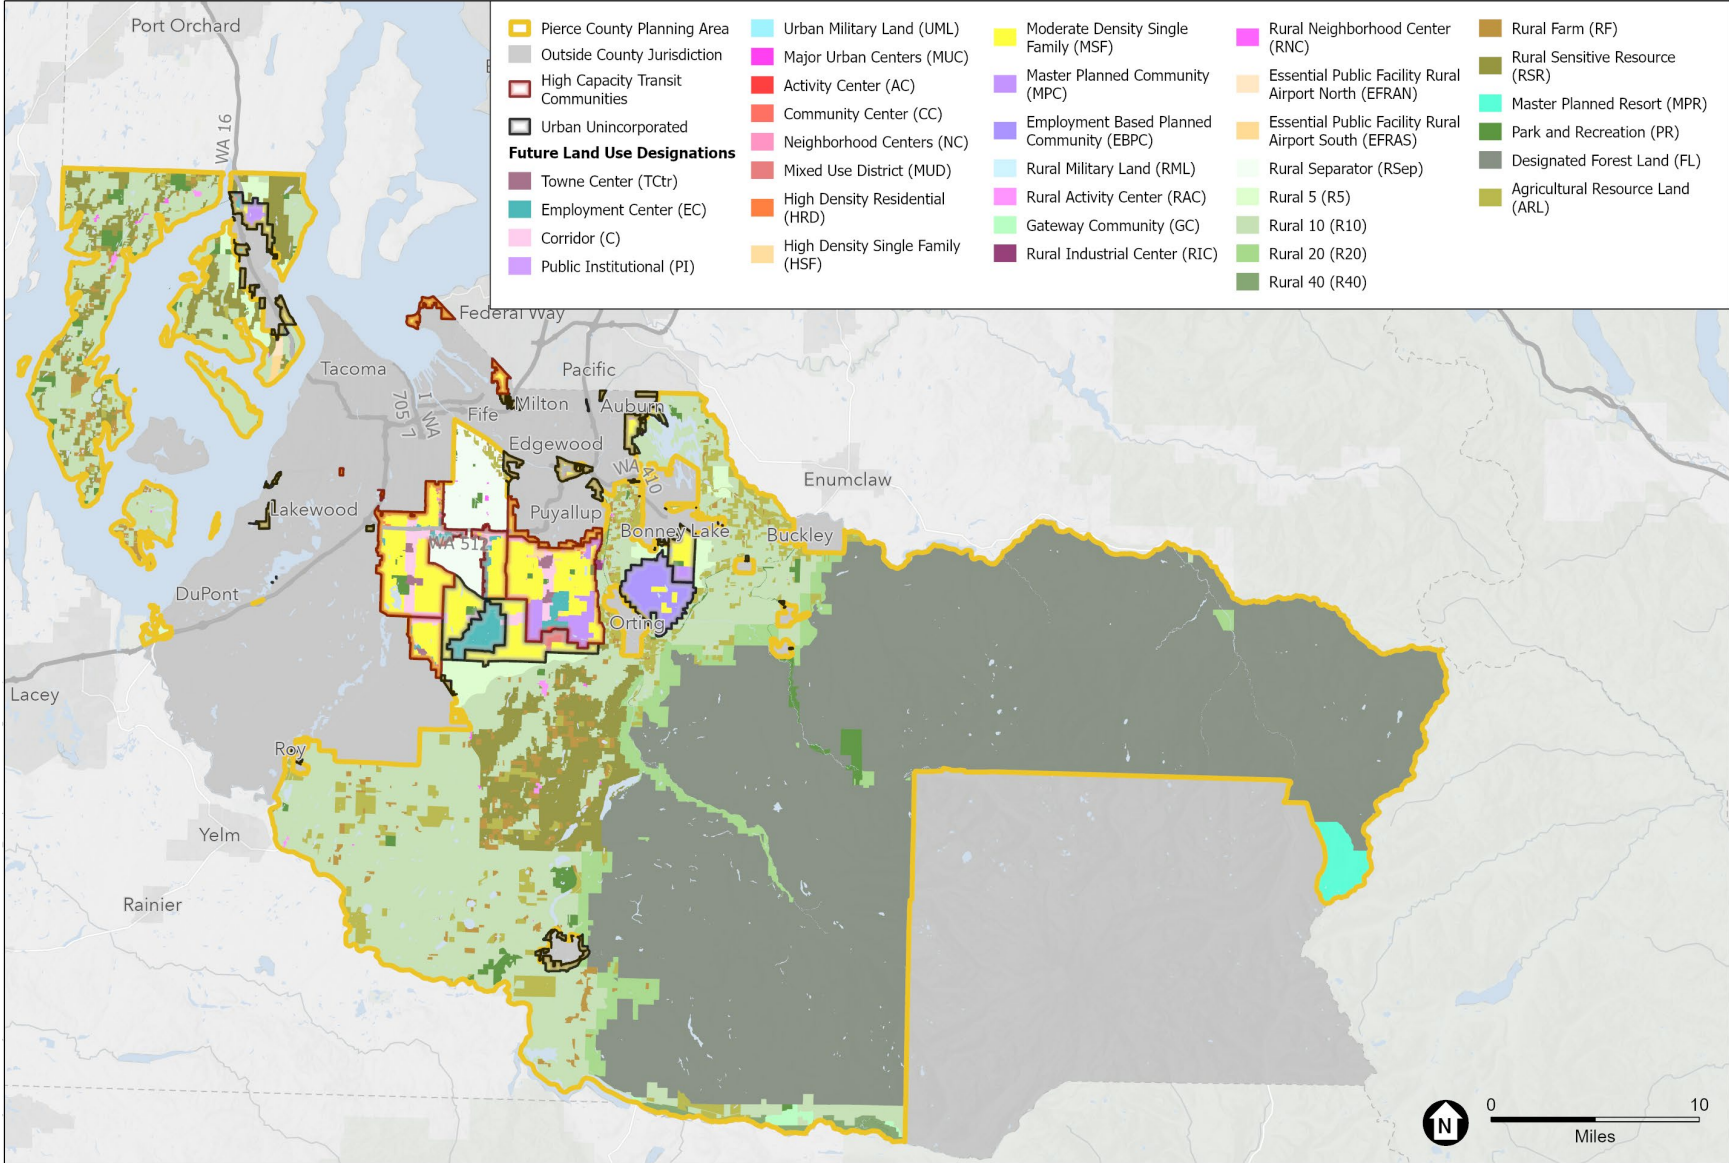 Port Orchard
WA 16
Pierce County Planning Area
Outside County Jurisdiction
High Capacity Transit
Communities
Urban Unincorporated
Future Land Use Designations
Towne Center (TCtr)
Employment Center (EC)
Corridor (C)
Public Institutional (PI)
Urban Military Land (UML)
Major Urban Centers (MUC)
Activity Center (AC)
Community Center (CC)
Neighborhood Centers (NC)
Mixed Use District (MUD)
High Density Residential
(HRD)
High Density Single Family
(HSF)
Moderate Density Single
Family (MSF)
Master Planned Community
(MPC)
Employment Based Planned
Community (EBPC)
Rural Military Land (RML)
Rural Activity Center (RAC)
Gateway Community (GC)
Rural Industrial Center (RIC)
Rural Neighborhood Center
(RNC)
Essential Public Facility Rural
Airport North (EFRAN)
Essential Public Facility Rural
Airport South (EFRAS)
Rural Separator (RSep)
Rural 5 (R5)
Rural 10 (R10)
Rural 20 (R20)
Rural 40 (R40)
Rural Farm (RF)
Rural Sensitive Resource
(RSR)
Master Planned Resort (MPR)
Park and Recreation (PR)
Designated Forest Land (FL)
Agricultural Resource Land
(ARL)
Federal Way
Tacoma
Pacific
I 705
WA 7
Fife
Milton
Auburn
Edgewood
WA 410
Enumclaw
Lakewood
Puyallup
Bonney Lake
Buckley
WA 512
DuPont
Orting
Lacey
Roy
Yelm
Rainier
N
0
10
Miles